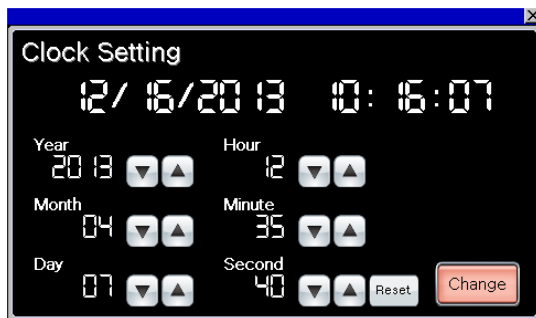 Clock Setting
12/16/2013 10:16:07
Year Hour
2013 12
Month Minute
04 35
Day Second
07 40 Reset Change